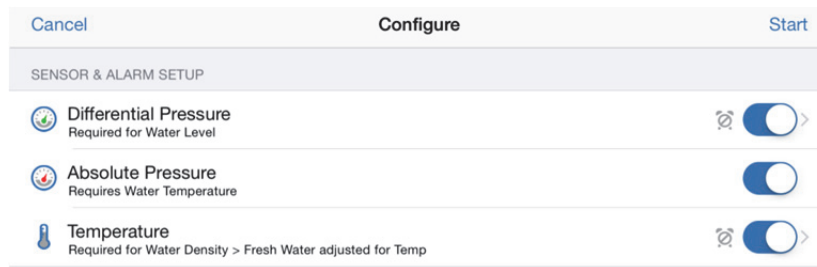 Cancel Configure Start
SENSOR & ALARM SETUP
Differential Pressure
Required for Water Level
Absolute Pressure
Requires Water Temperature
Temperature
Required for Water Density > Fresh Water adjusted for Temp